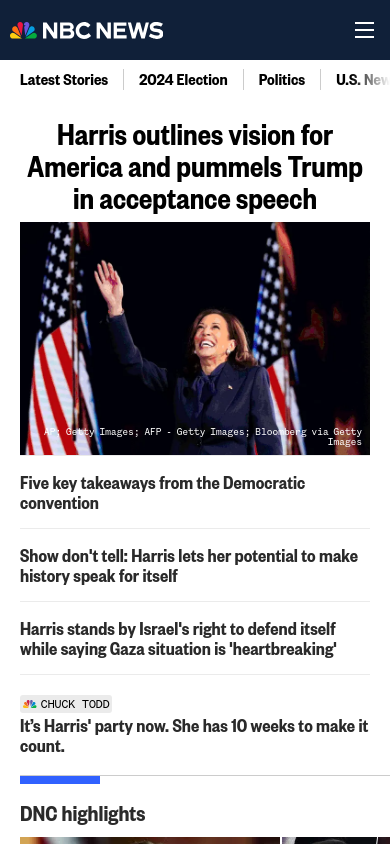 NBC NEWS
Latest Stories
2024 Election
Politics
U.S. New
Harris outlines vision for
America and pummels Trump
in acceptance speech
AP; Getty Images; AFP - Getty Images; Bloomberg via Getty
Images
Five key takeaways from the Democratic
convention
Show don't tell: Harris lets her potential to make
history speak for itself
Harris stands by Israel's right to defend itself
while saying Gaza situation is 'heartbreaking'
CHUCK TODD
It’s Harris' party now. She has 10 weeks to make it
count.
DNC highlights